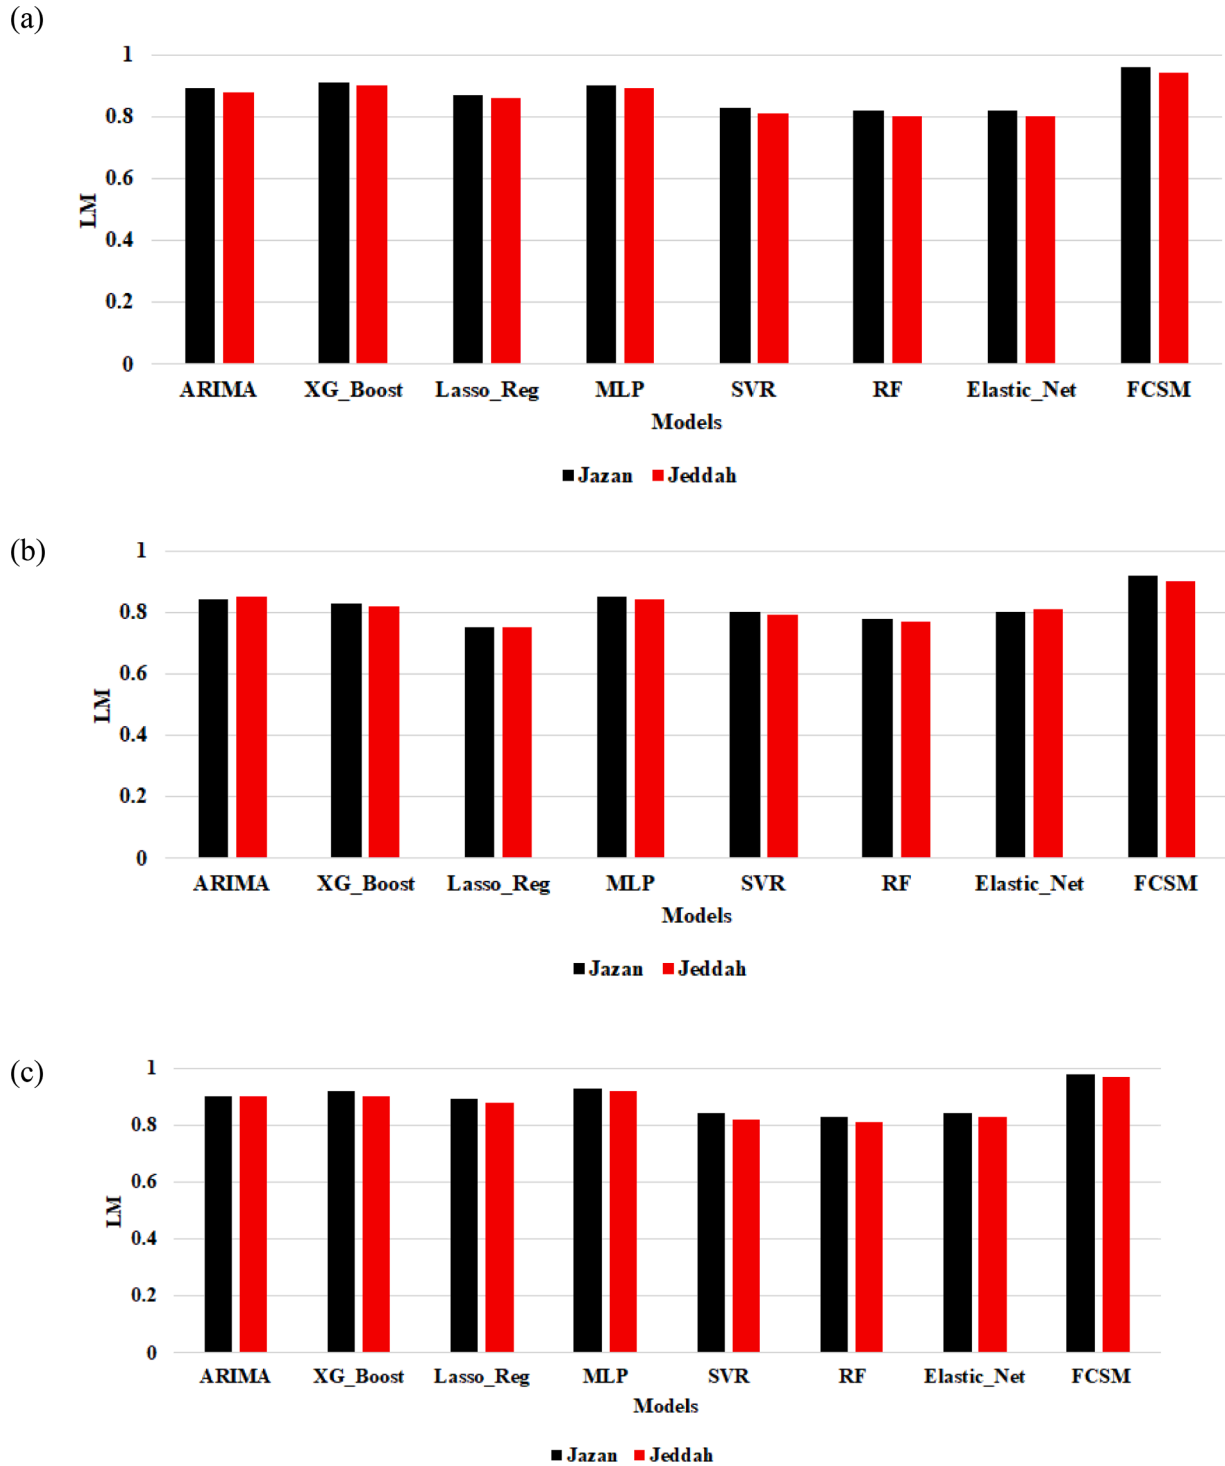 (a)
1
0.8
0.6
0.4
0.2
0
LM
ARIMA XG_Boost Lasso_Reg MLP SVR RF Elastic_Net FCSM
Models
Jazan Jeddah
(b)
1
0.8
0.6
0.4
0.2
0
LM
ARIMA XG_Boost Lasso_Reg MLP SVR RF Elastic_Net FCSM
Models
Jazan Jeddah
(c)
1
0.8
0.6
0.4
0.2
0
LM
ARIMA XG_Boost Lasso_Reg MLP SVR RF Elastic_Net FCSM
Models
Jazan Jeddah